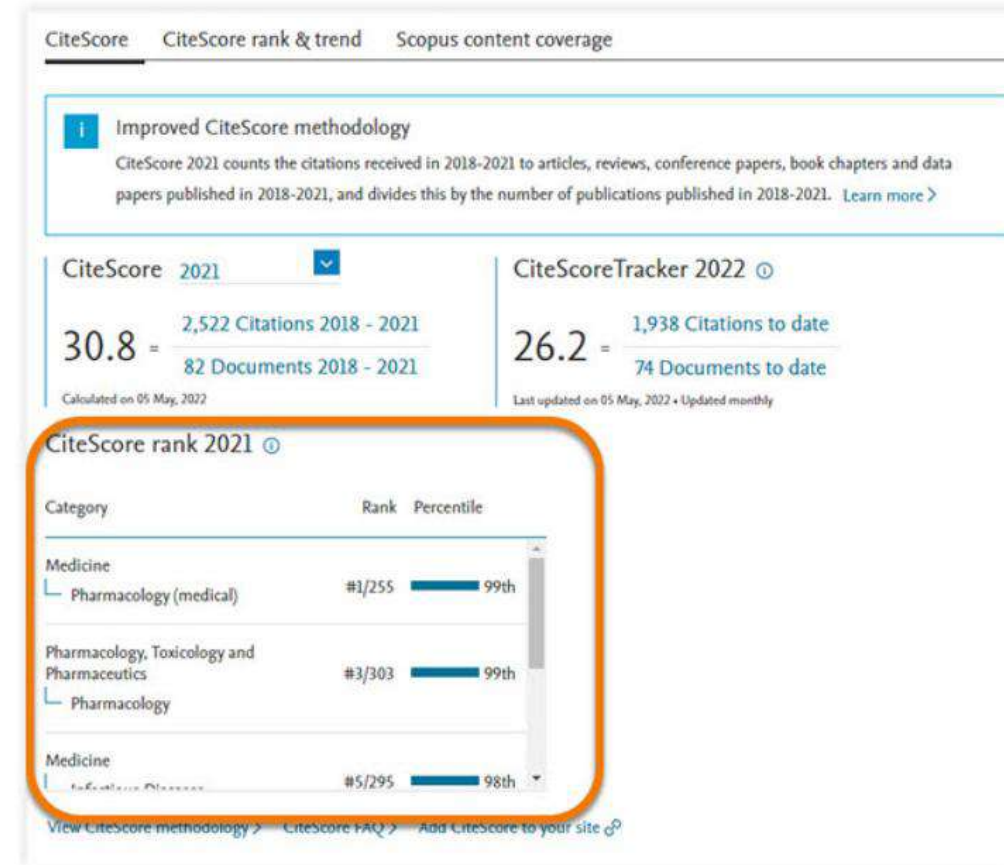 CiteScore CiteScore rank & trend Scopus content coverage
i Improved CiteScore methodology
CiteScore 2021 counts the citations received in 2018-2021 to articles, reviews, conference papers, book chapters and data
papers published in 2018-2021, and divides this by the number of publications published in 2018-2021. Learn more >
CiteScore 2021
30.8 = 2,522 Citations 2018 - 2021
82 Documents 2018 - 2021
Calculated on 05 May, 2022
CiteScoreTracker 2022
26.2 = 1,938 Citations to date
74 Documents to date
Last updated on 05 May, 2022 • Updated monthly
CiteScore rank 2021
Category Rank Percentile
Medicine
Pharmacology (medical) #1/255 99th
Pharmacology, Toxicology and
Pharmaceutics #3/303 99th
Pharmacology
Medicine
#5/295 98th
View CiteScore methodology > CiteScore FAQ > Add CiteScore to your site